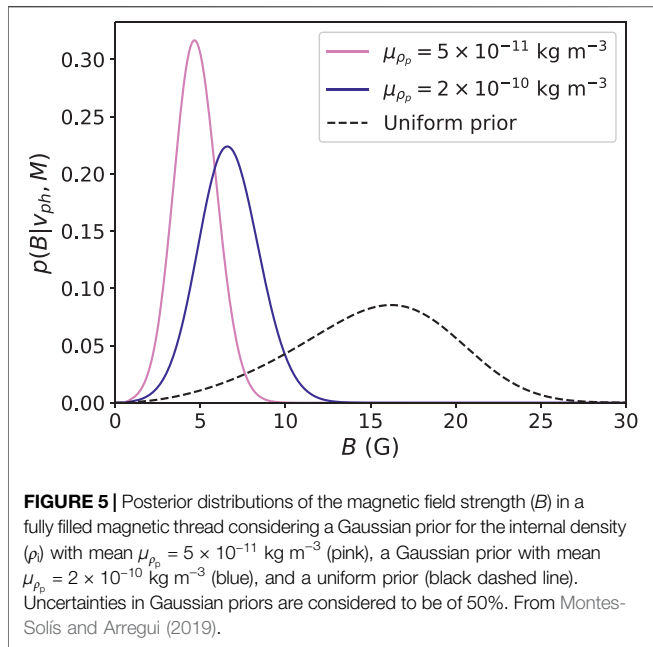 0.30
0.25
0.20
0.15
0.10
0.05
0.00
p(B|v_ph, M)
μ_ρₚ = 5 × 10⁻¹¹ kg m⁻³
μ_ρₚ = 2 × 10⁻¹⁰ kg m⁻³
Uniform prior
0 5 10 15 20 25 30
B (G)
FIGURE 5 | Posterior distributions of the magnetic field strength (B) in a
fully filled magnetic thread considering a Gaussian prior for the internal density
(ρᵢ) with mean μ_ρₚ = 5 × 10⁻¹¹ kg m⁻³ (pink), a Gaussian prior with mean
μ_ρₚ = 2 × 10⁻¹⁰ kg m⁻³ (blue), and a uniform prior (black dashed line).
Uncertainties in Gaussian priors are considered to be of 50%. From Montes-
Solís and Arregui (2019).